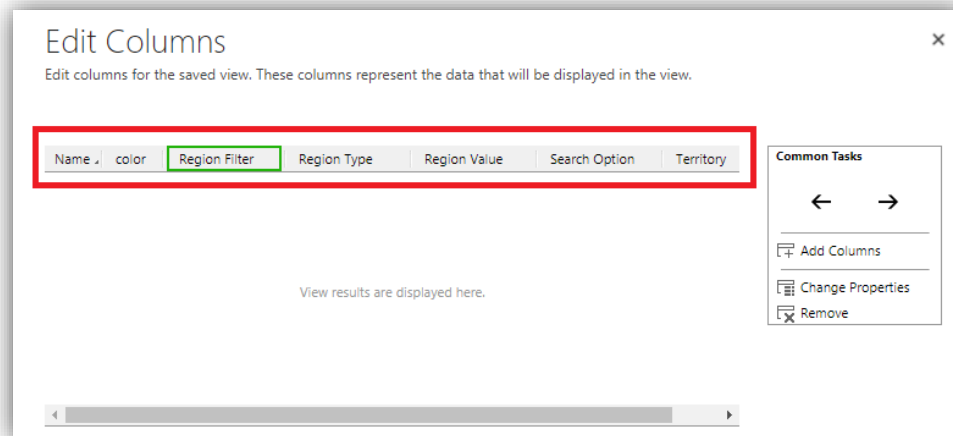 Edit Columns
Edit columns for the saved view. These columns represent the data that will be displayed in the view.
Name color Region Filter Region Type Region Value Search Option Territory
Common Tasks
Add Columns
Change Properties
Remove
View results are displayed here.